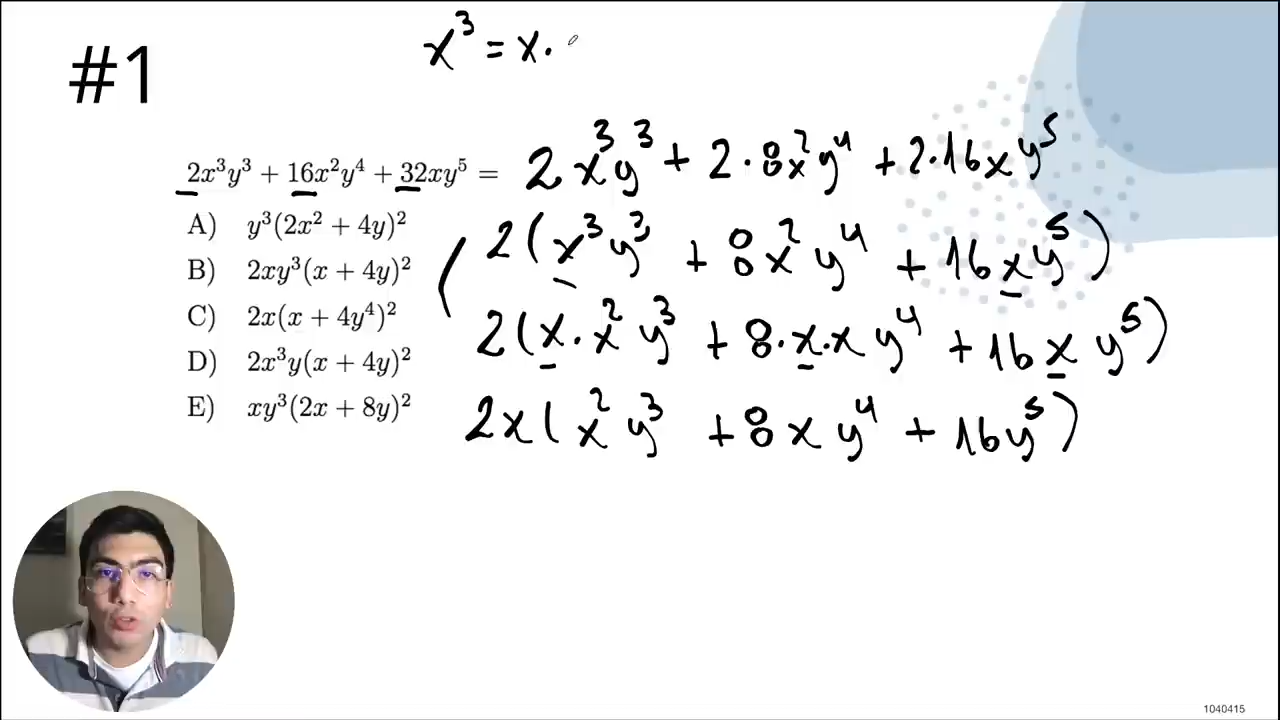 #1
x³ = x·
2x³y³ + 16x²y⁴ + 32xy⁵ = 2x³y³ + 2·8x²y⁴ + 2·16xy⁵
A) y³(2x² + 4y)²
2(x³y³ + 8x²y⁴ + 16xy⁵)
B) 2xy³(x + 4y)²
C) 2x(x + 4y⁴)²
2(x·x²y³ + 8·x·xy⁴ + 16xy⁵)
D) 2x³y(x + 4y)²
E) xy³(2x + 8y)²
2x(x²y³ + 8xy⁴ + 16y⁵)
1040415